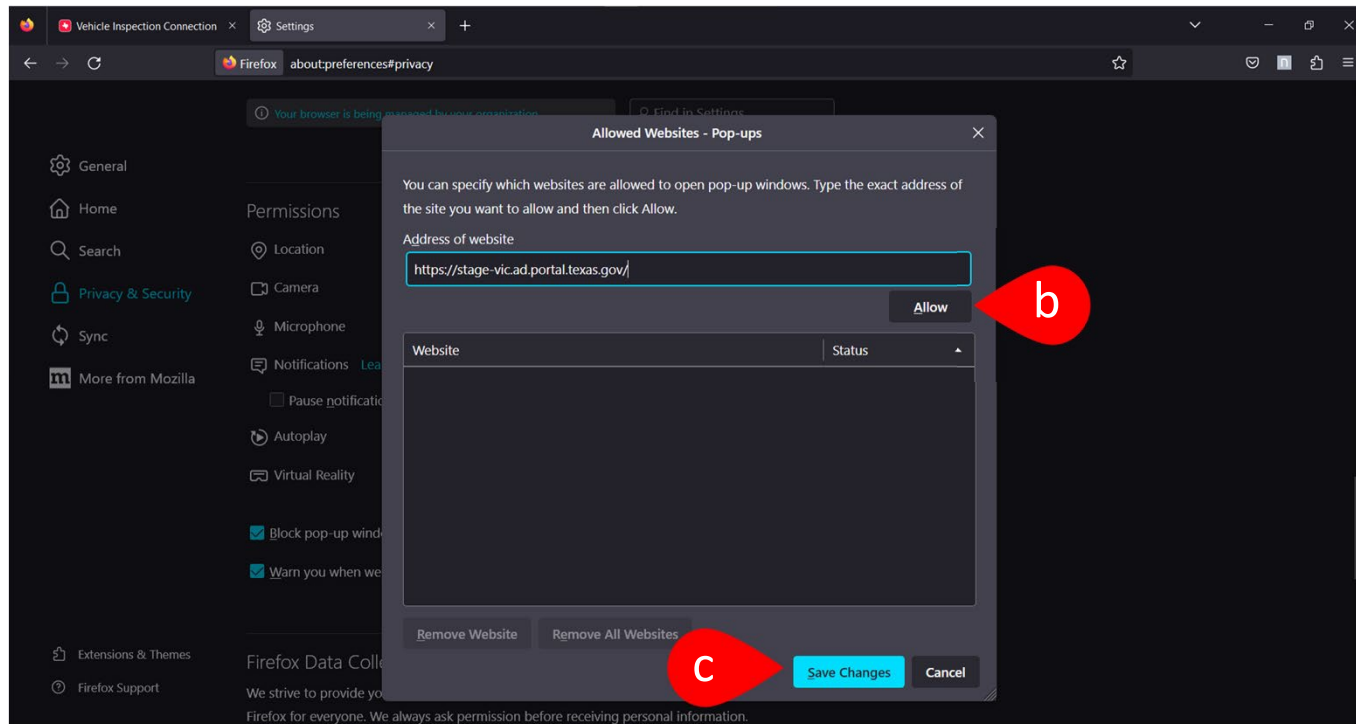 Vehicle Inspection Connection
Settings
Firefox about:preferences#privacy
Your browser is being managed by your organization.
Find in Settings
General
Home
Search
Privacy & Security
Sync
More from Mozilla
Extensions & Themes
Firefox Support
Permissions
Location
Camera
Microphone
Notifications Lea
Pause notificatio
Autoplay
Virtual Reality
Block pop-up wind
Warn you when we
Firefox Data Colle
We strive to provide yo
Firefox for everyone. We always ask permission before receiving personal information.
Allowed Websites - Pop-ups
You can specify which websites are allowed to open pop-up windows. Type the exact address of
the site you want to allow and then click Allow.
Address of website
https://stage-vic.ad.portal.texas.gov/
Allow
b
Website Status
Remove Website Remove All Websites
c
Save Changes Cancel